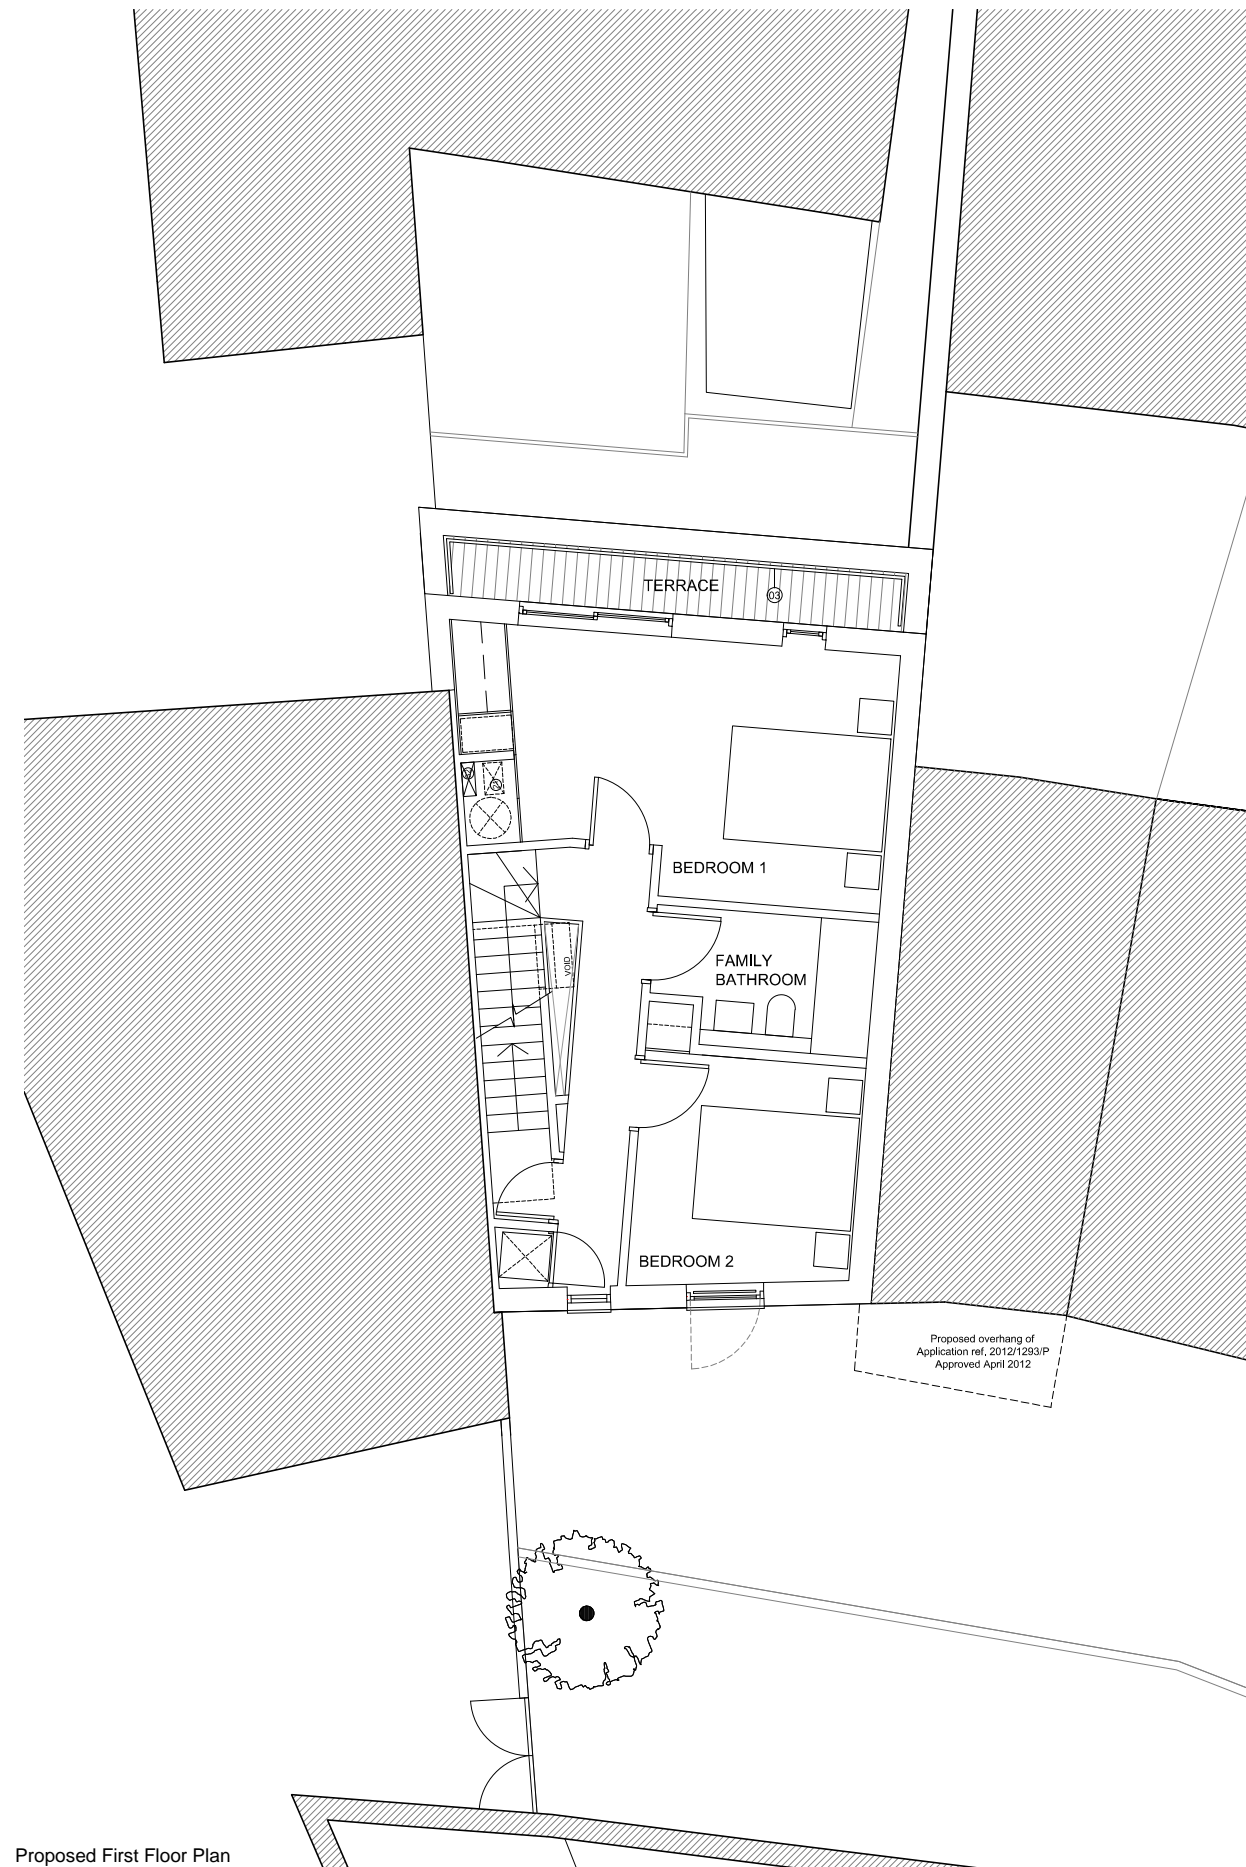 TERRACE
03
BEDROOM 1
FAMILY
BATHROOM
VOID
BEDROOM 2
Proposed overhang of
Application ref, 2012/1293/P
Approved April 2012
Proposed First Floor Plan